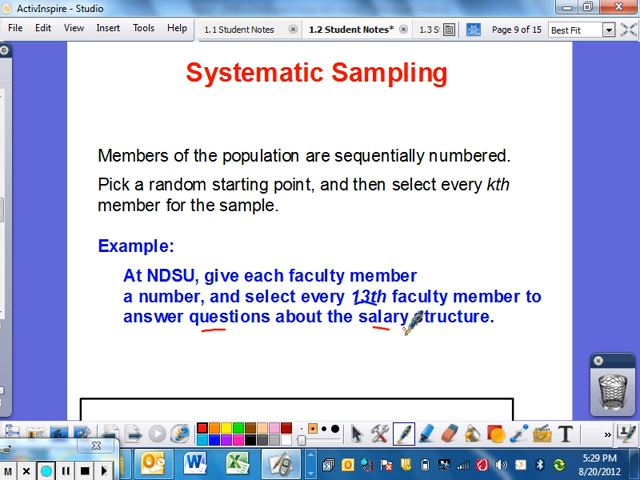 ActivInspire - Studio
File Edit View Insert Tools Help
1.1 Student Notes
1.2 Student Notes*
1.3 S
Page 9 of 15
Best Fit
Systematic Sampling
Members of the population are sequentially numbered.
Pick a random starting point, and then select every kth
member for the sample.
Example:
At NDSU, give each faculty member
a number, and select every 13th faculty member to
answer questions about the salary structure.
M
5:29 PM
8/20/2012